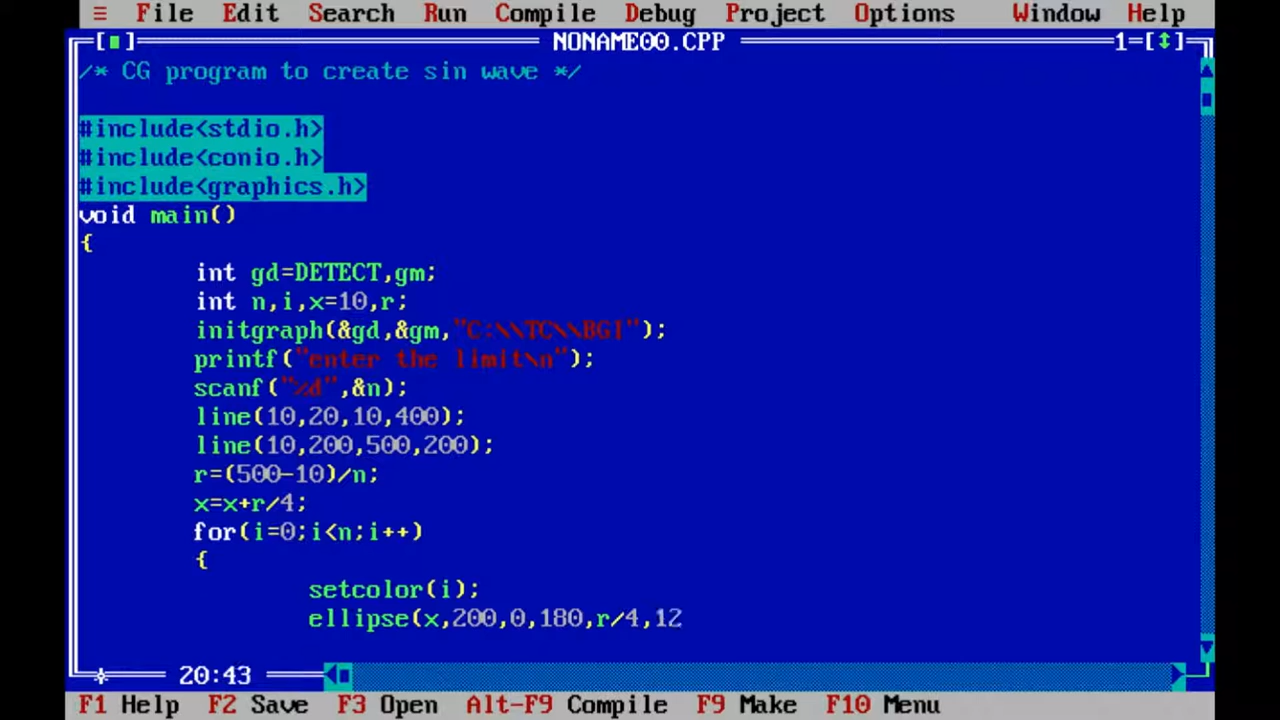 ≡ File Edit Search Run Compile Debug Project Options Window Help
[■] NONAME00.CPP 1=[↕]
/* CG program to create sin wave */
#include<stdio.h>
#include<conio.h>
#include<graphics.h>
void main()
{
int gd=DETECT,gm;
int n,i,x=10,r;
initgraph(&gd,&gm,"C:\\TC\\BGI");
printf("enter the limit\n");
scanf("%d",&n);
line(10,20,10,400);
line(10,200,500,200);
r=(500-10)/n;
x=x+r/4;
for(i=0;i<n;i++)
{
setcolor(i);
ellipse(x,200,0,180,r/4,12
20:43
F1 Help F2 Save F3 Open Alt-F9 Compile F9 Make F10 Menu